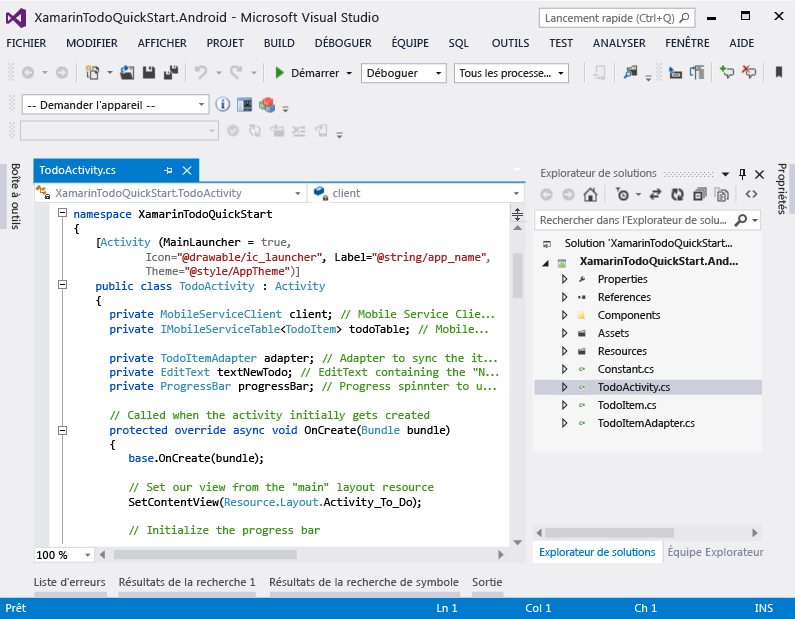 XamarinTodoQuickStart.Android - Microsoft Visual Studio
Lancement rapide (Ctrl+Q)
FICHIER MODIFIER AFFICHER PROJET BUILD DÉBOGUER ÉQUIPE SQL OUTILS TEST ANALYSER FENÊTRE AIDE
Démarrer Déboguer Tous les processe...
-- Demander l'appareil --
Boîte à outils
TodoActivity.cs
XamarinTodoQuickStart.TodoActivity client
namespace XamarinTodoQuickStart
{
[Activity (MainLauncher = true,
Icon="@drawable/ic_launcher", Label="@string/app_name",
Theme="@style/AppTheme")]
public class TodoActivity : Activity
{
private MobileServiceClient client; // Mobile Service Clie...
private IMobileServiceTable<TodoItem> todoTable; // Mobile...
private TodoItemAdapter adapter; // Adapter to sync the it...
private EditText textNewTodo; // EditText containing the "N...
private ProgressBar progressBar; // Progress spinnter to u...
// Called when the activity initially gets created
protected override async void OnCreate(Bundle bundle)
{
base.OnCreate(bundle);
// Set our view from the "main" layout resource
SetContentView(Resource.Layout.Activity_To_Do);
// Initialize the progress bar
100 %
Explorateur de solutions
Rechercher dans l'Explorateur de solu...
Solution 'XamarinTodoQuickStart...
XamarinTodoQuickStart.And...
Properties
References
Components
Assets
Resources
Constant.cs
TodoActivity.cs
TodoItem.cs
TodoItemAdapter.cs
Explorateur de solutions Équipe Explorateur
Propriétés
Liste d'erreurs Résultats de la recherche 1 Résultats de la recherche de symbole Sortie
Prêt Ln 1 Col 1 Ch 1 INS